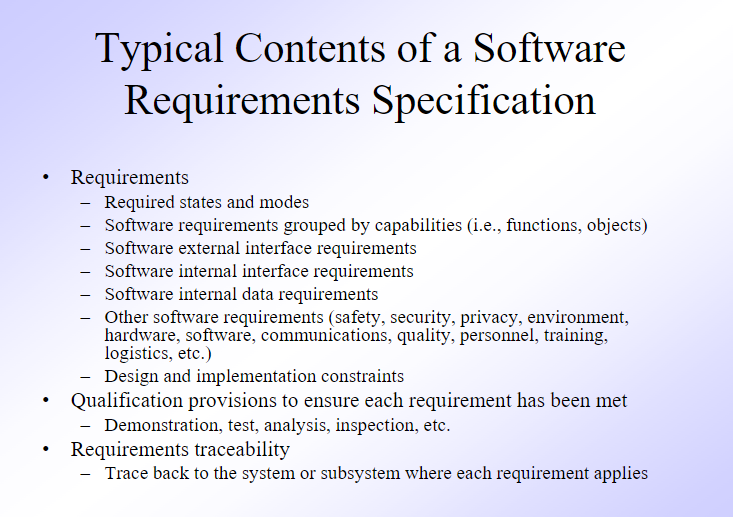 Typical Contents of a Software
Requirements Specification
• Requirements
– Required states and modes
– Software requirements grouped by capabilities (i.e., functions, objects)
– Software external interface requirements
– Software internal interface requirements
– Software internal data requirements
– Other software requirements (safety, security, privacy, environment,
hardware, software, communications, quality, personnel, training,
logistics, etc.)
– Design and implementation constraints
• Qualification provisions to ensure each requirement has been met
– Demonstration, test, analysis, inspection, etc.
• Requirements traceability
– Trace back to the system or subsystem where each requirement applies